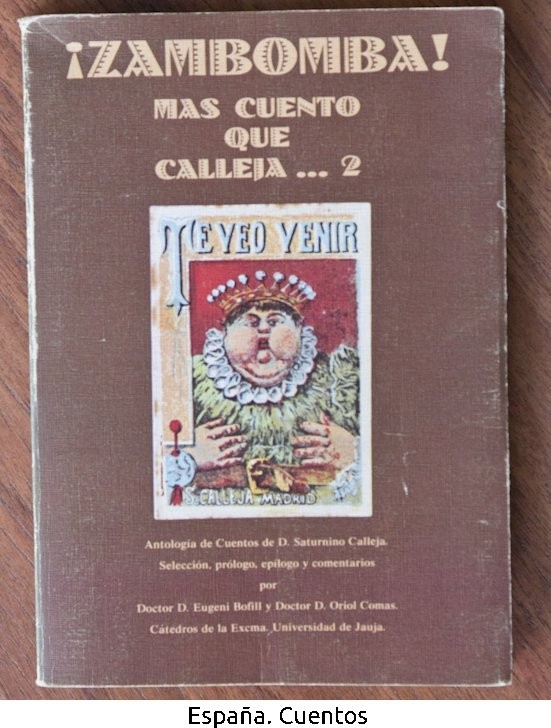 ¡ZAMBOMBA!
MAS CUENTO
QUE
CALLEJA ... 2
TE VEO VENIR
S. CALLEJA MADRID
Antología de Cuentos de D. Saturnino Calleja.
Selección, prólogo, epílogo y comentarios
por
Doctor D. Eugeni Bofill y Doctor D. Oriol Comas.
Cátedros de la Excma. Universidad de Jauja.
España. Cuentos